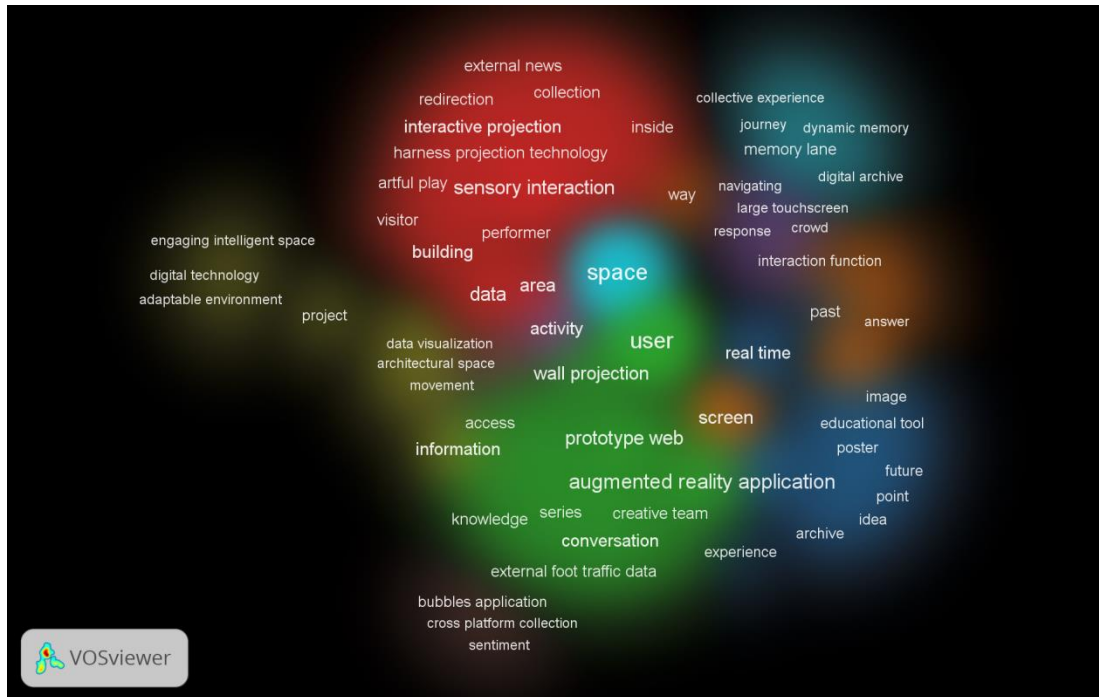 external news
redirection
collection
interactive projection
inside
harness projection technology
artful play
sensory interaction
visitor
performer
building
data
area
space
activity
user
collective experience
journey
dynamic memory
memory lane
digital archive
way
navigating
large touchscreen
response
crowd
interaction function
past
answer
real time
engaging intelligent space
digital technology
adaptable environment
project
data visualization
architectural space
movement
wall projection
access
information
prototype web
screen
augmented reality application
image
educational tool
poster
future
point
idea
archive
experience
knowledge
series
creative team
conversation
external foot traffic data
bubbles application
cross platform collection
sentiment
VOSviewer